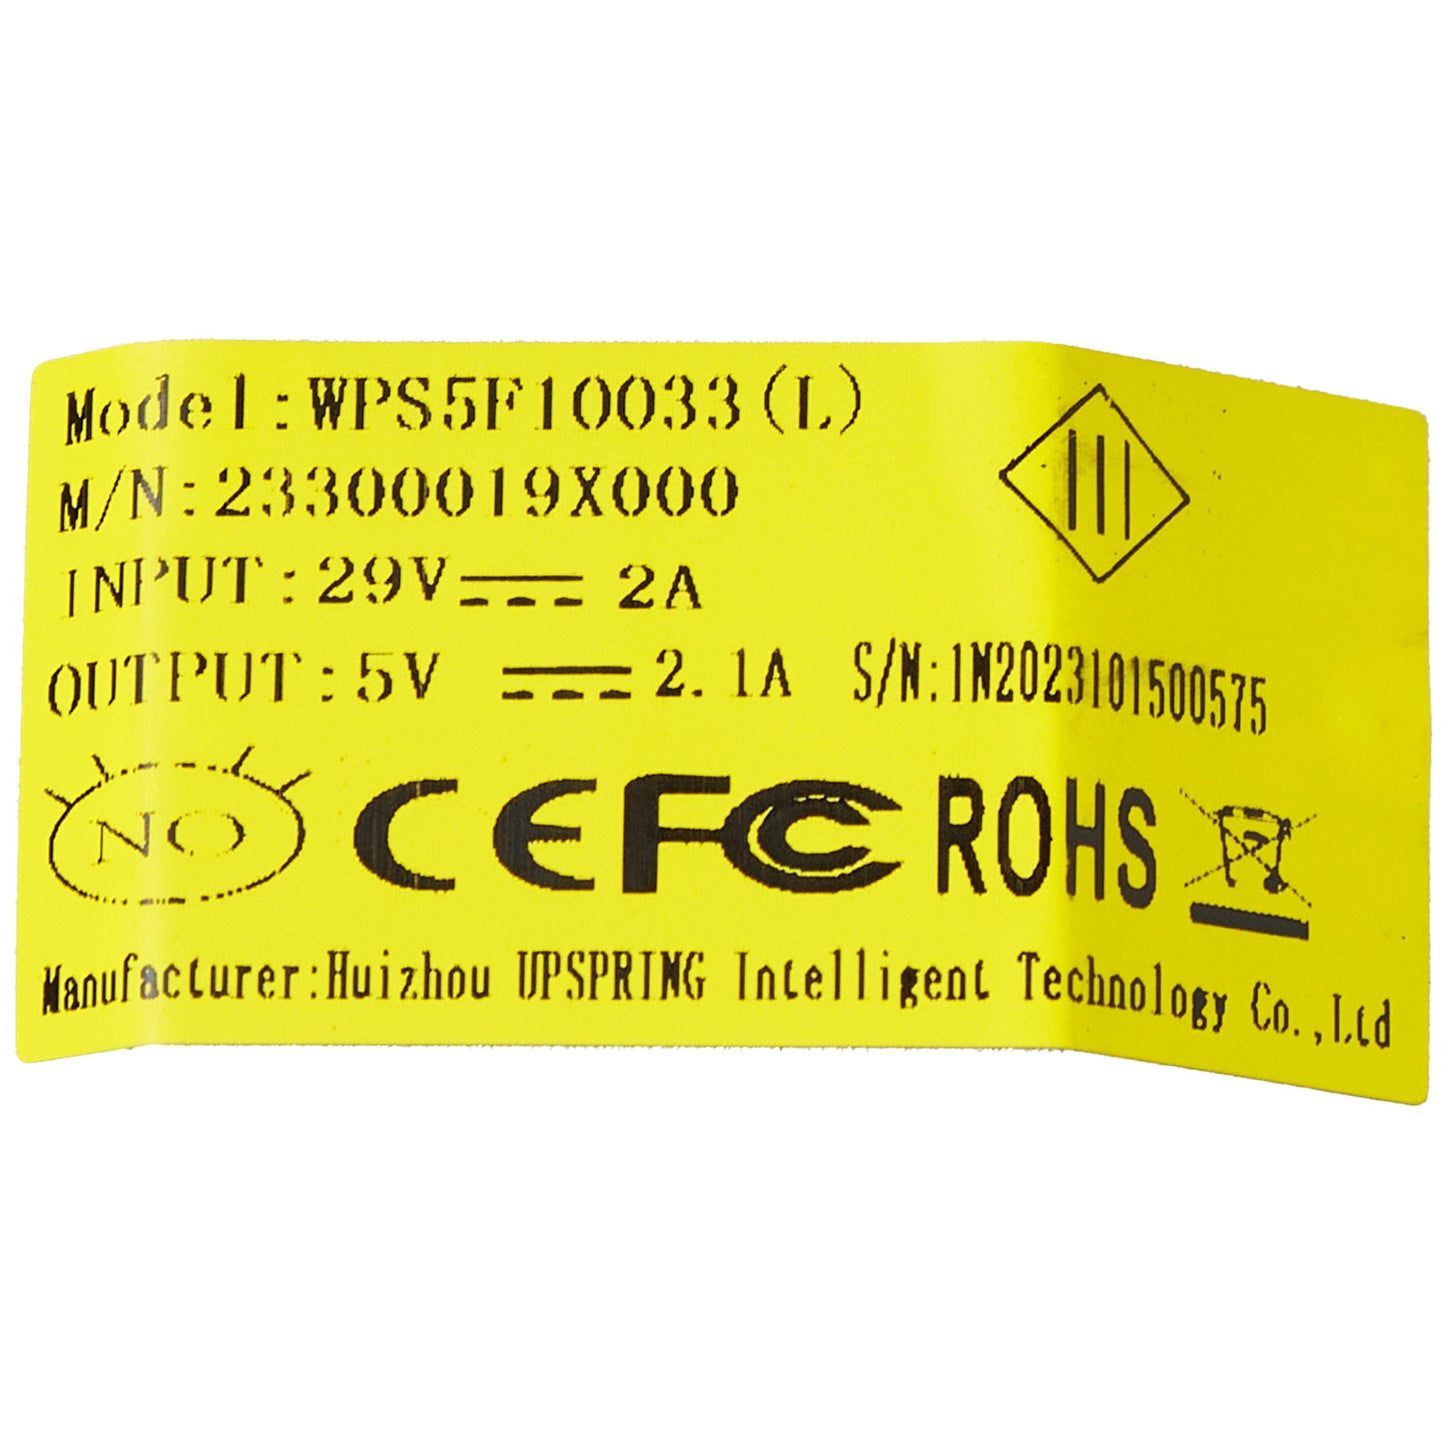 Model:WPS5F10033(L)
M/N:23300019X000
INPUT:29V⎓2A
OUTPUT:5V⎓2.1A S/N:1N2023101500575
NO CE FC ROHS
Manufacturer:Huizhou UPSPRING Intelligent Technology Co.,Ltd